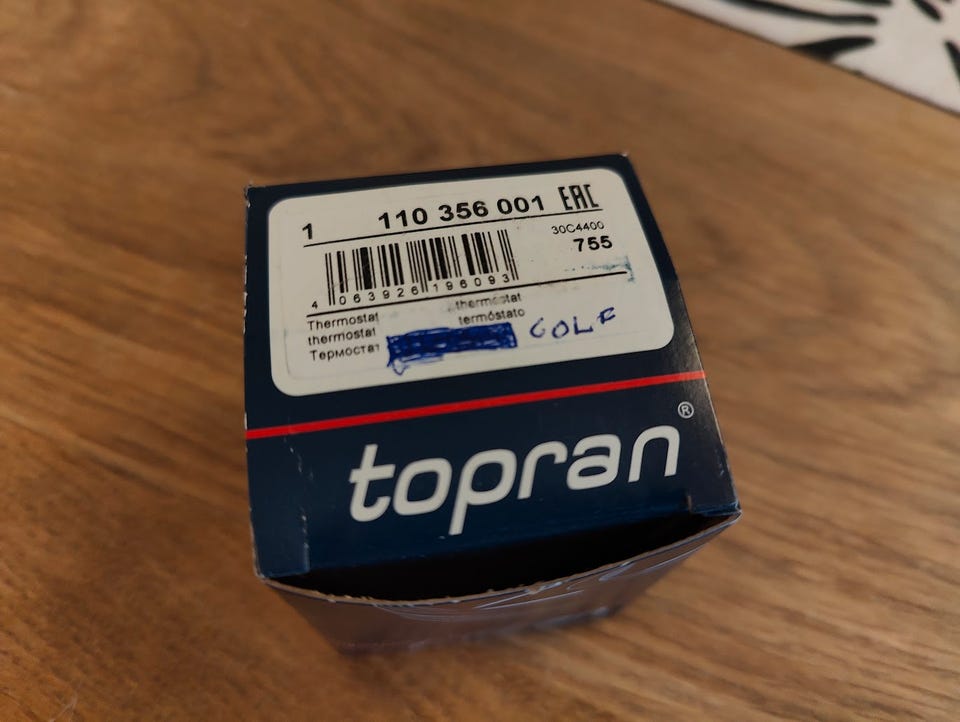 1 110 356 001 EAC
30C4400
755
4 063926 196093
Thermostat thermostat
thermostat termóstato
Термостат GOLF
topran®